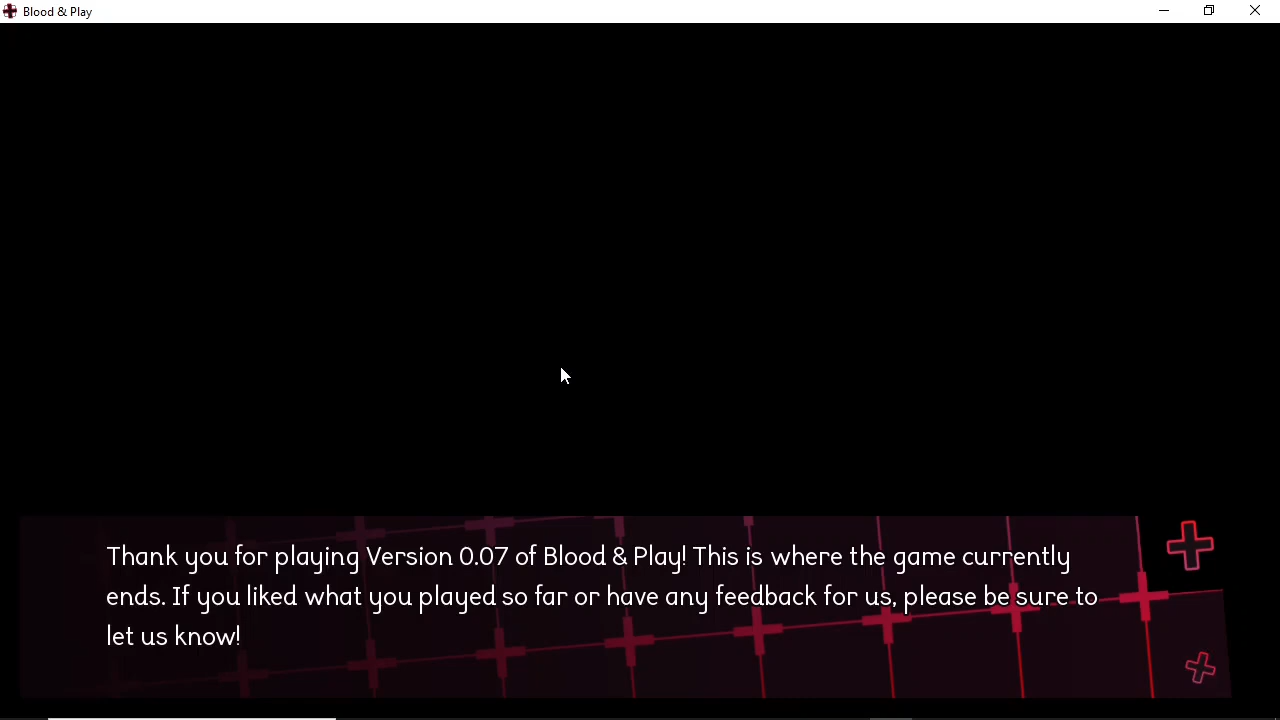 Blood & Play
Thank you for playing Version 0.07 of Blood & Play! This is where the game currently
ends. If you liked what you played so far or have any feedback for us, please be sure to
let us know!